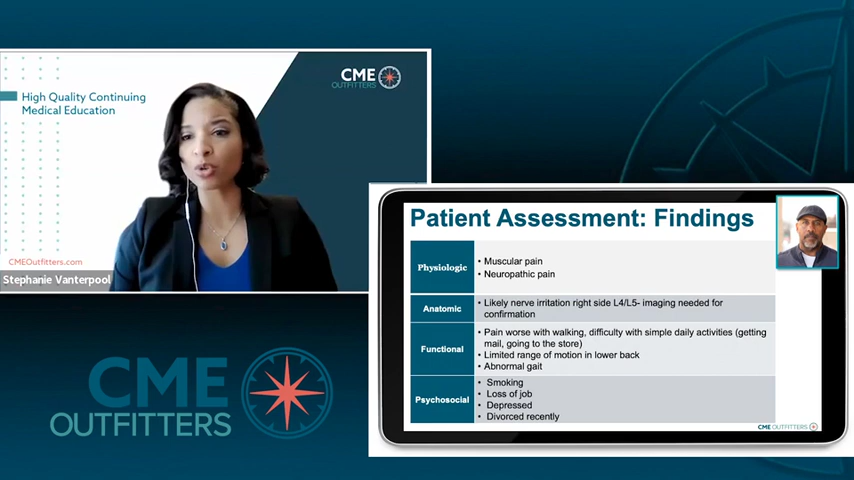 High Quality Continuing
Medical Education
CME
OUTFITTERS
CMEOutfitters.com
Stephanie Vanterpool
CME
OUTFITTERS
Patient Assessment: Findings
Physiologic
• Muscular pain
• Neuropathic pain
Anatomic
• Likely nerve irritation right side L4/L5- imaging needed for
confirmation
Functional
• Pain worse with walking, difficulty with simple daily activities (getting
mail, going to the store)
• Limited range of motion in lower back
• Abnormal gait
Psychosocial
• Smoking
• Loss of job
• Depressed
• Divorced recently
CME OUTFITTERS